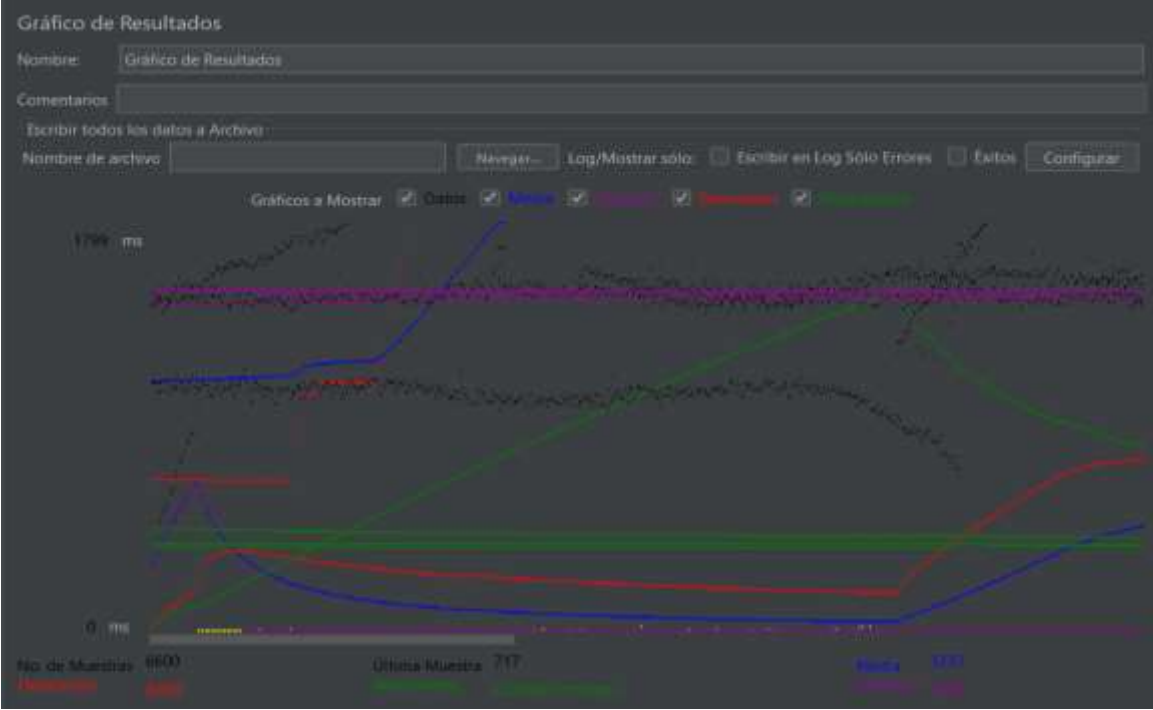 Gráfico de Resultados
Nombre: Gráfico de Resultados
Comentarios
Escribir todos los datos a Archivo
Nombre de archivo Navegar... Log/Mostrar sólo: Escribir en Log Sólo Errores Éxitos Configurar
Gráficos a Mostrar Datos Media
1799 ms
0 ms
No. de Muestras 6600 Última Muestra 717 Media